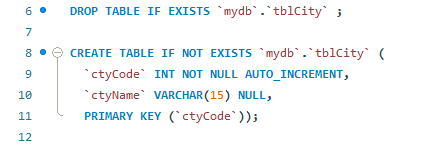 6 DROP TABLE IF EXISTS `mydb`.`tblCity` ;
7
8 CREATE TABLE IF NOT EXISTS `mydb`.`tblCity` (
9 `ctyCode` INT NOT NULL AUTO_INCREMENT,
10 `ctyName` VARCHAR(15) NULL,
11 PRIMARY KEY (`ctyCode`));
12